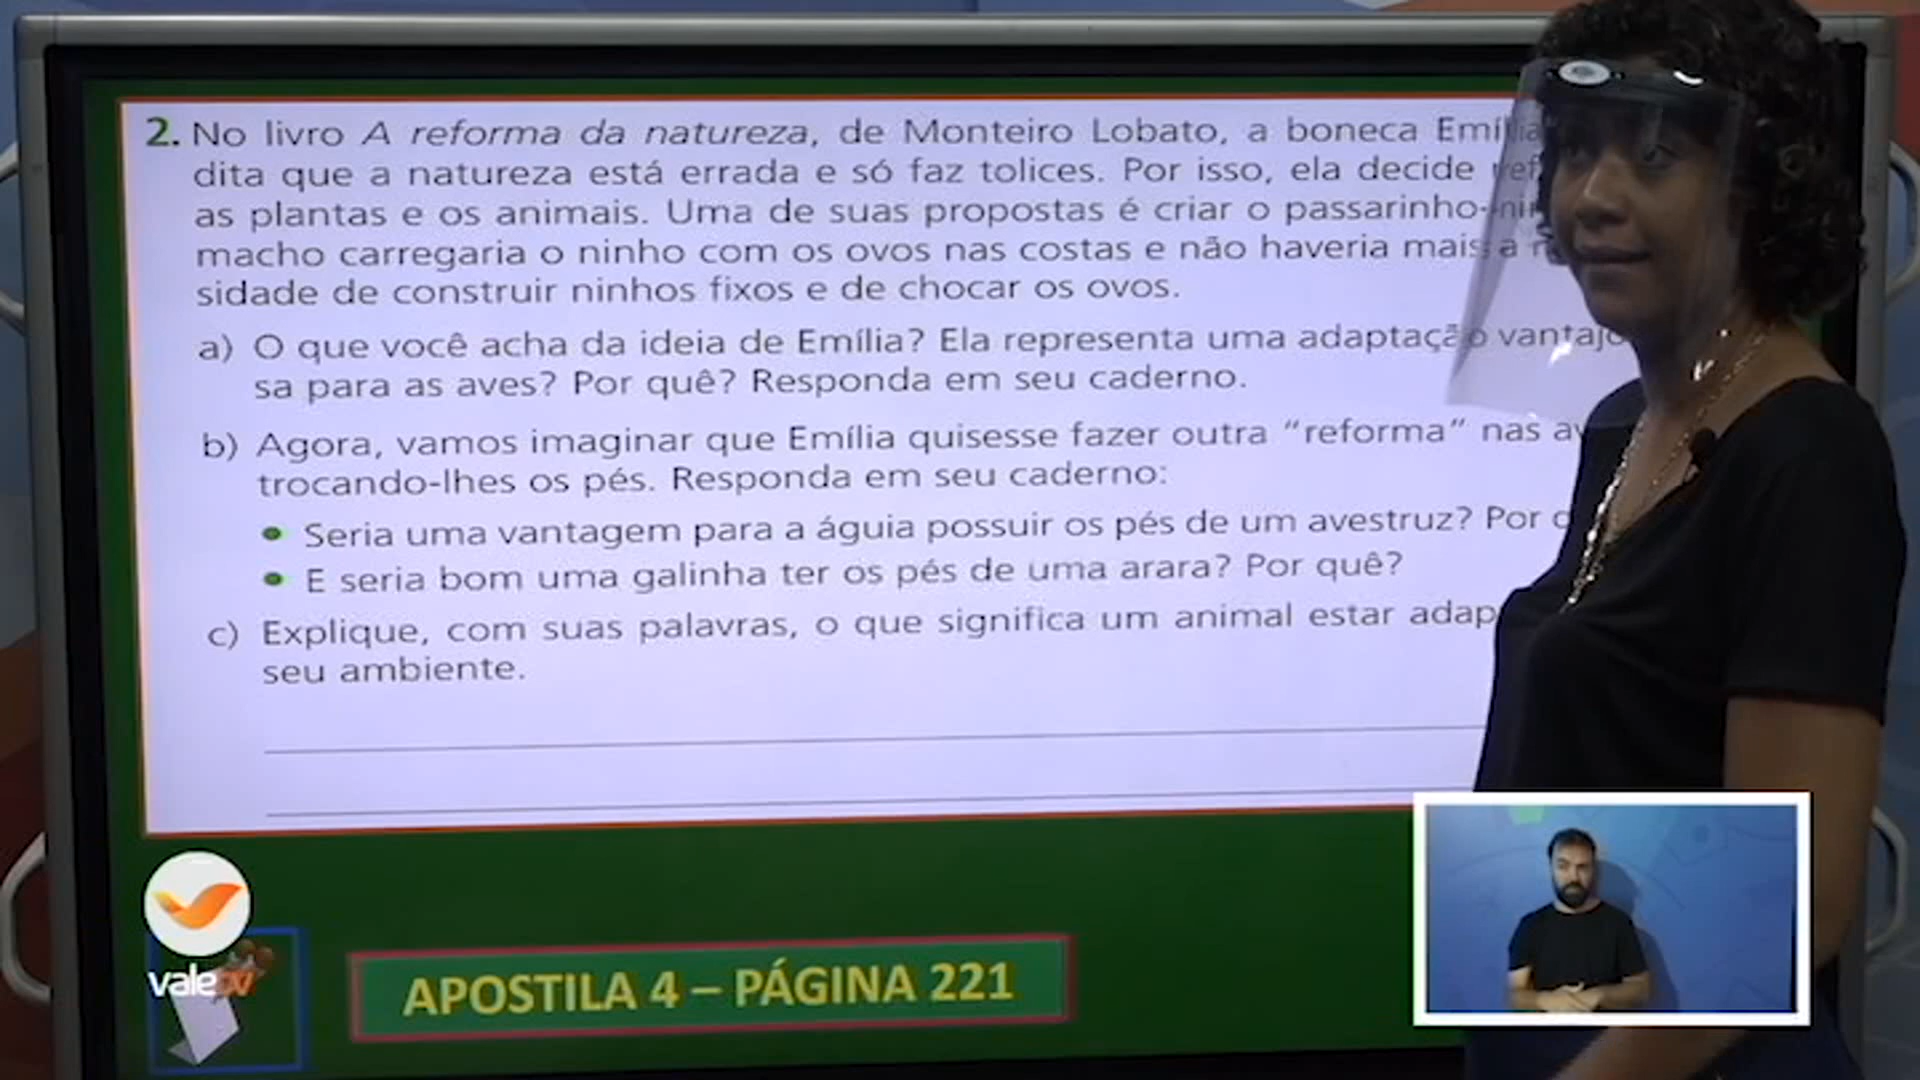 2. No livro A reforma da natureza, de Monteiro Lobato, a boneca Emília
dita que a natureza está errada e só faz tolices. Por isso, ela decide
as plantas e os animais. Uma de suas propostas é criar o passarinho-
macho carregaria o ninho com os ovos nas costas e não haveria mais a
sidade de construir ninhos fixos e de chocar os ovos.
a) O que você acha da ideia de Emília? Ela representa uma adaptação vantajo
sa para as aves? Por quê? Responda em seu caderno.
b) Agora, vamos imaginar que Emília quisesse fazer outra “reforma” nas
trocando-lhes os pés. Responda em seu caderno:
• Seria uma vantagem para a águia possuir os pés de um avestruz? Por
• E seria bom uma galinha ter os pés de uma arara? Por quê?
c) Explique, com suas palavras, o que significa um animal estar adap
seu ambiente.
valetv
APOSTILA 4 – PÁGINA 221